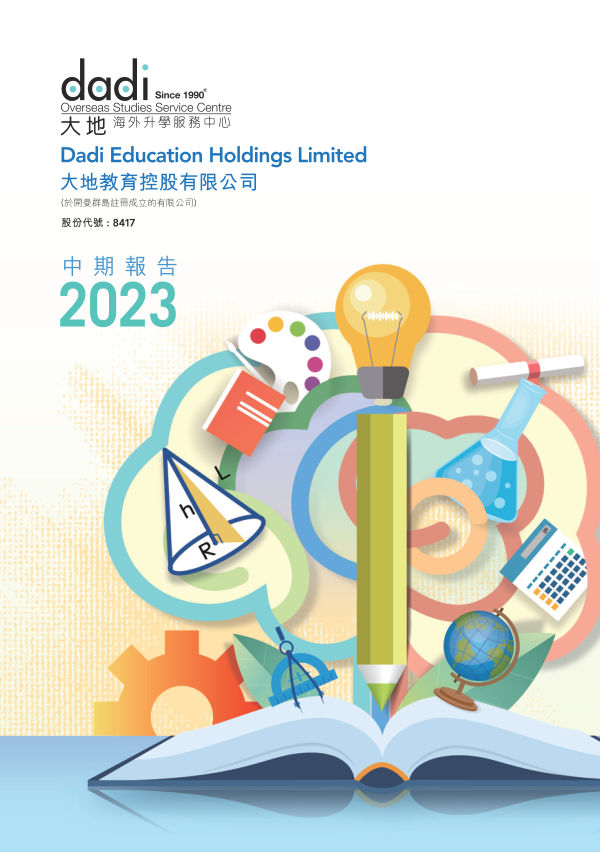 dadi Since 1990®
Overseas Studies Service Centre
大地 海外升學服務中心
Dadi Education Holdings Limited
大地教育控股有限公司
(於開曼群島註冊成立的有限公司)
股份代號：8417
中期報告
2023
L
h
n
R